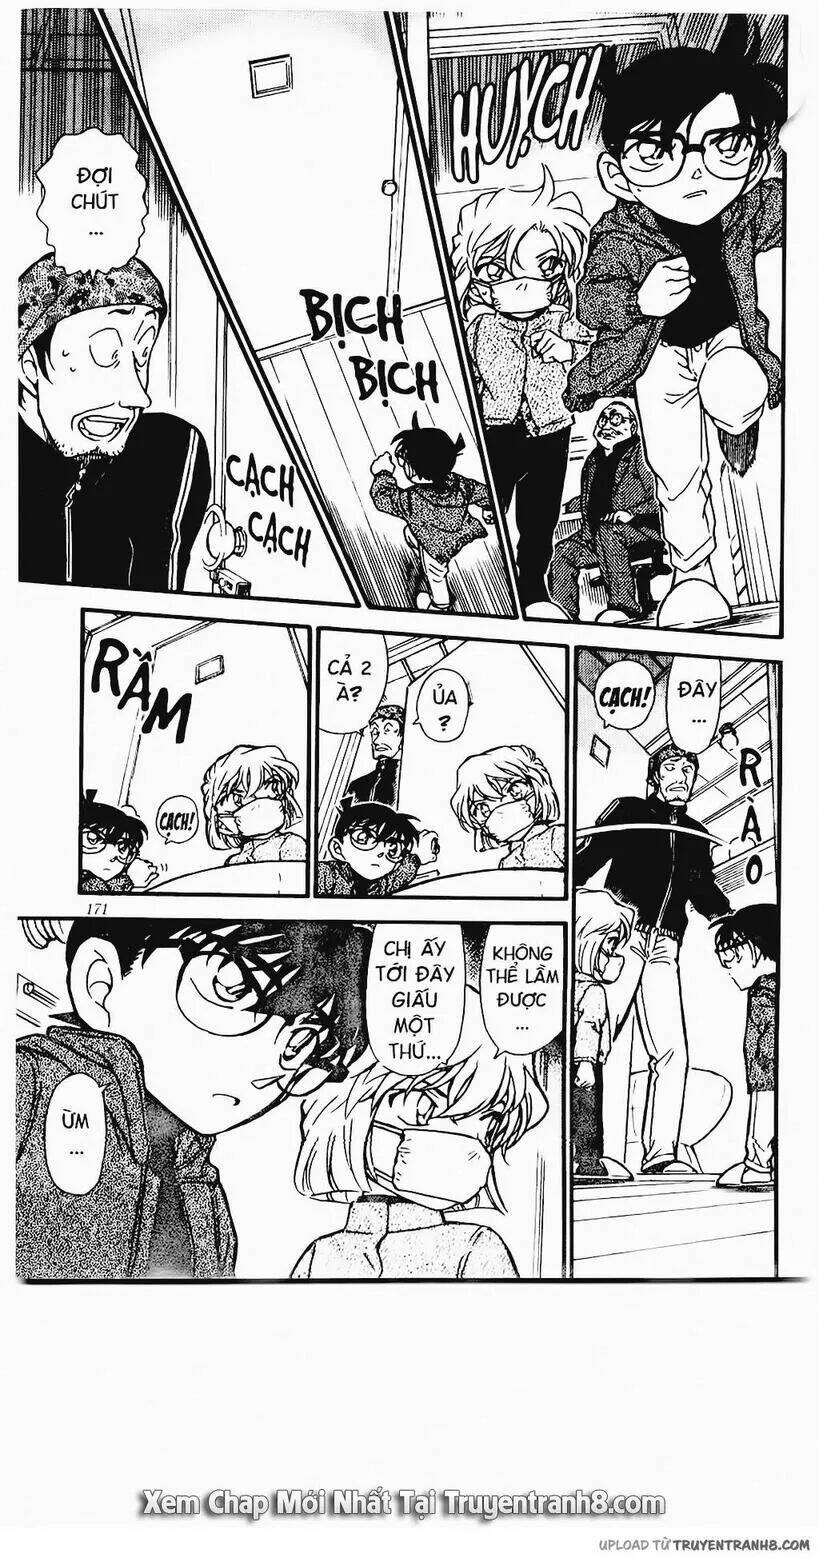 HUỴCH
BỊCH
BỊCH
ĐỢI
CHÚT
...
CẠCH
CẠCH
ĐÂY
...
CẠCH!
RÀO
ỦA
?
CẢ 2
À?
RẦM
CẠCH!
171
KHÔNG
THỂ LẦM
ĐƯỢC
...
CHỊ ẤY
TỚI ĐÂY
GIẤU
MỘT
THỨ...
ỪM
...
Xem Chap Mới Nhất Tại Truyentranh8.com
UPLOAD TỪ TRUYENTRANH8.COM